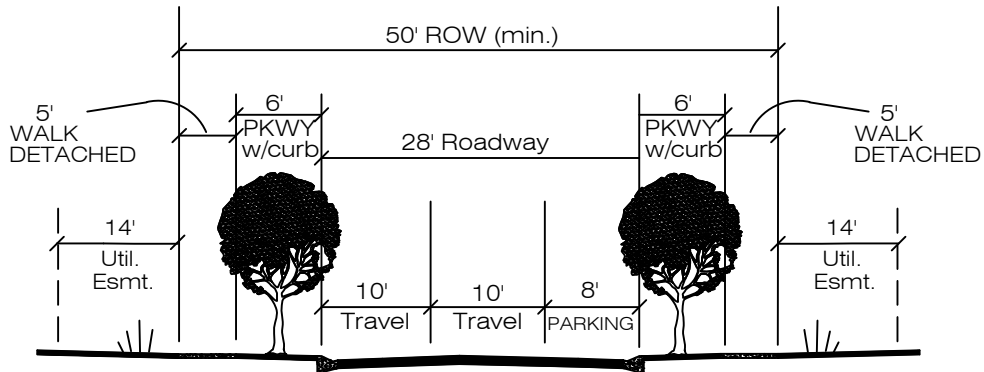 50' ROW (min.)
5'
WALK
DETACHED
6'
PKWY
w/curb
28' Roadway
6'
PKWY
w/curb
5'
WALK
DETACHED
14'
Util.
Esmt.
10'
Travel
10'
Travel
8'
PARKING
14'
Util.
Esmt.